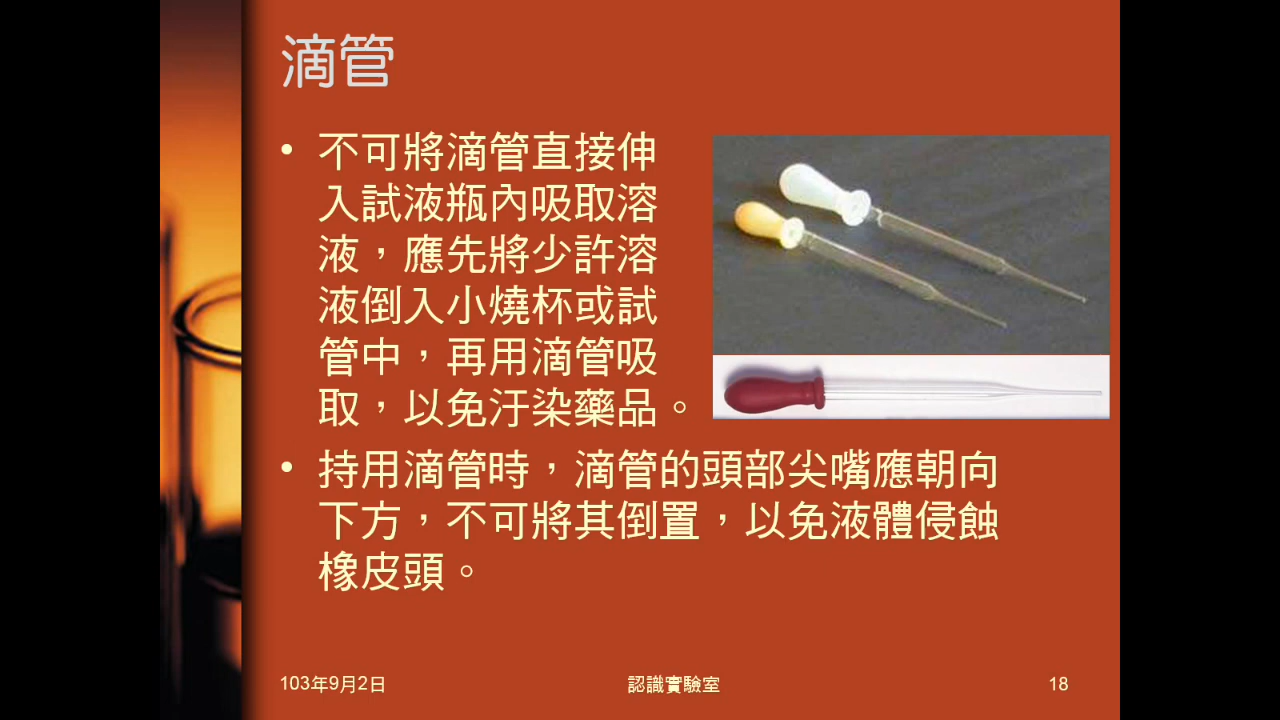 滴管
• 不可將滴管直接伸
入試液瓶內吸取溶
液，應先將少許溶
液倒入小燒杯或試
管中，再用滴管吸
取，以免汙染藥品。
• 持用滴管時，滴管的頭部尖嘴應朝向
下方，不可將其倒置，以免液體侵蝕
橡皮頭。
103年9月2日
認識實驗室
18